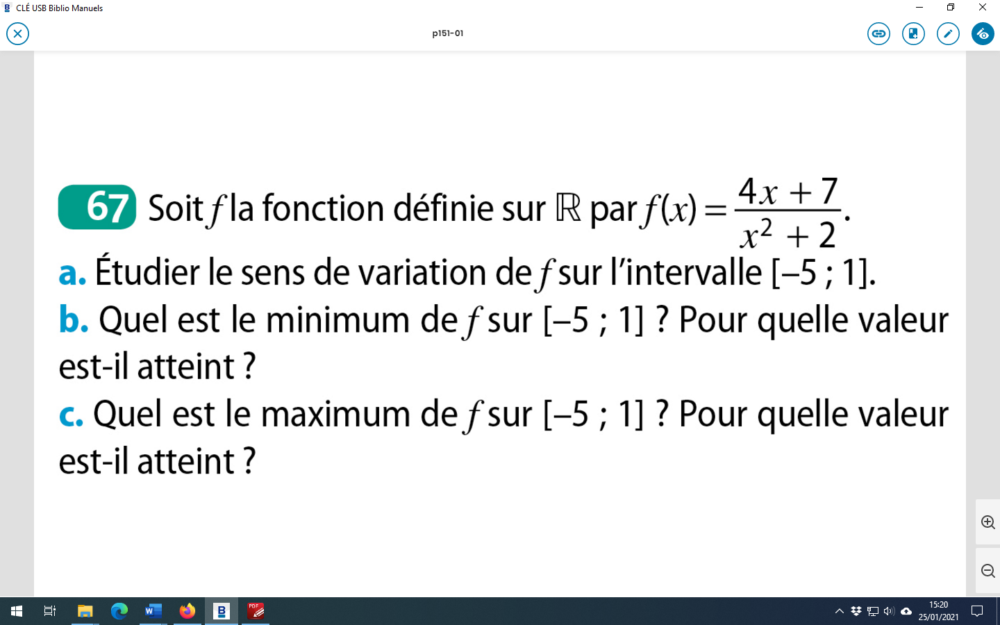 CLÉ USB Biblio Manuels
p151-01
67 Soit f la fonction définie sur ℝ par f(x) = (4x + 7)/(x² + 2).
a. Étudier le sens de variation de f sur l'intervalle [–5 ; 1].
b. Quel est le minimum de f sur [–5 ; 1] ? Pour quelle valeur
est-il atteint ?
c. Quel est le maximum de f sur [–5 ; 1] ? Pour quelle valeur
est-il atteint ?
15:20
25/01/2021